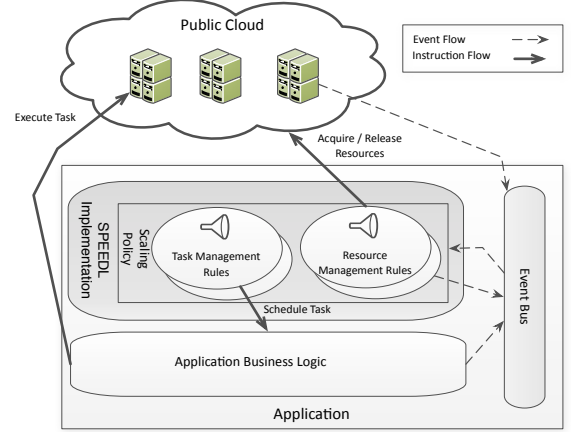 Public Cloud
Event Flow
Instruction Flow
Execute Task
Acquire / Release
Resources
SPEEDL
Implementation
Scaling
Policy
Task Management
Rules
Resource
Management Rules
Event Bus
Schedule Task
Application Business Logic
Application